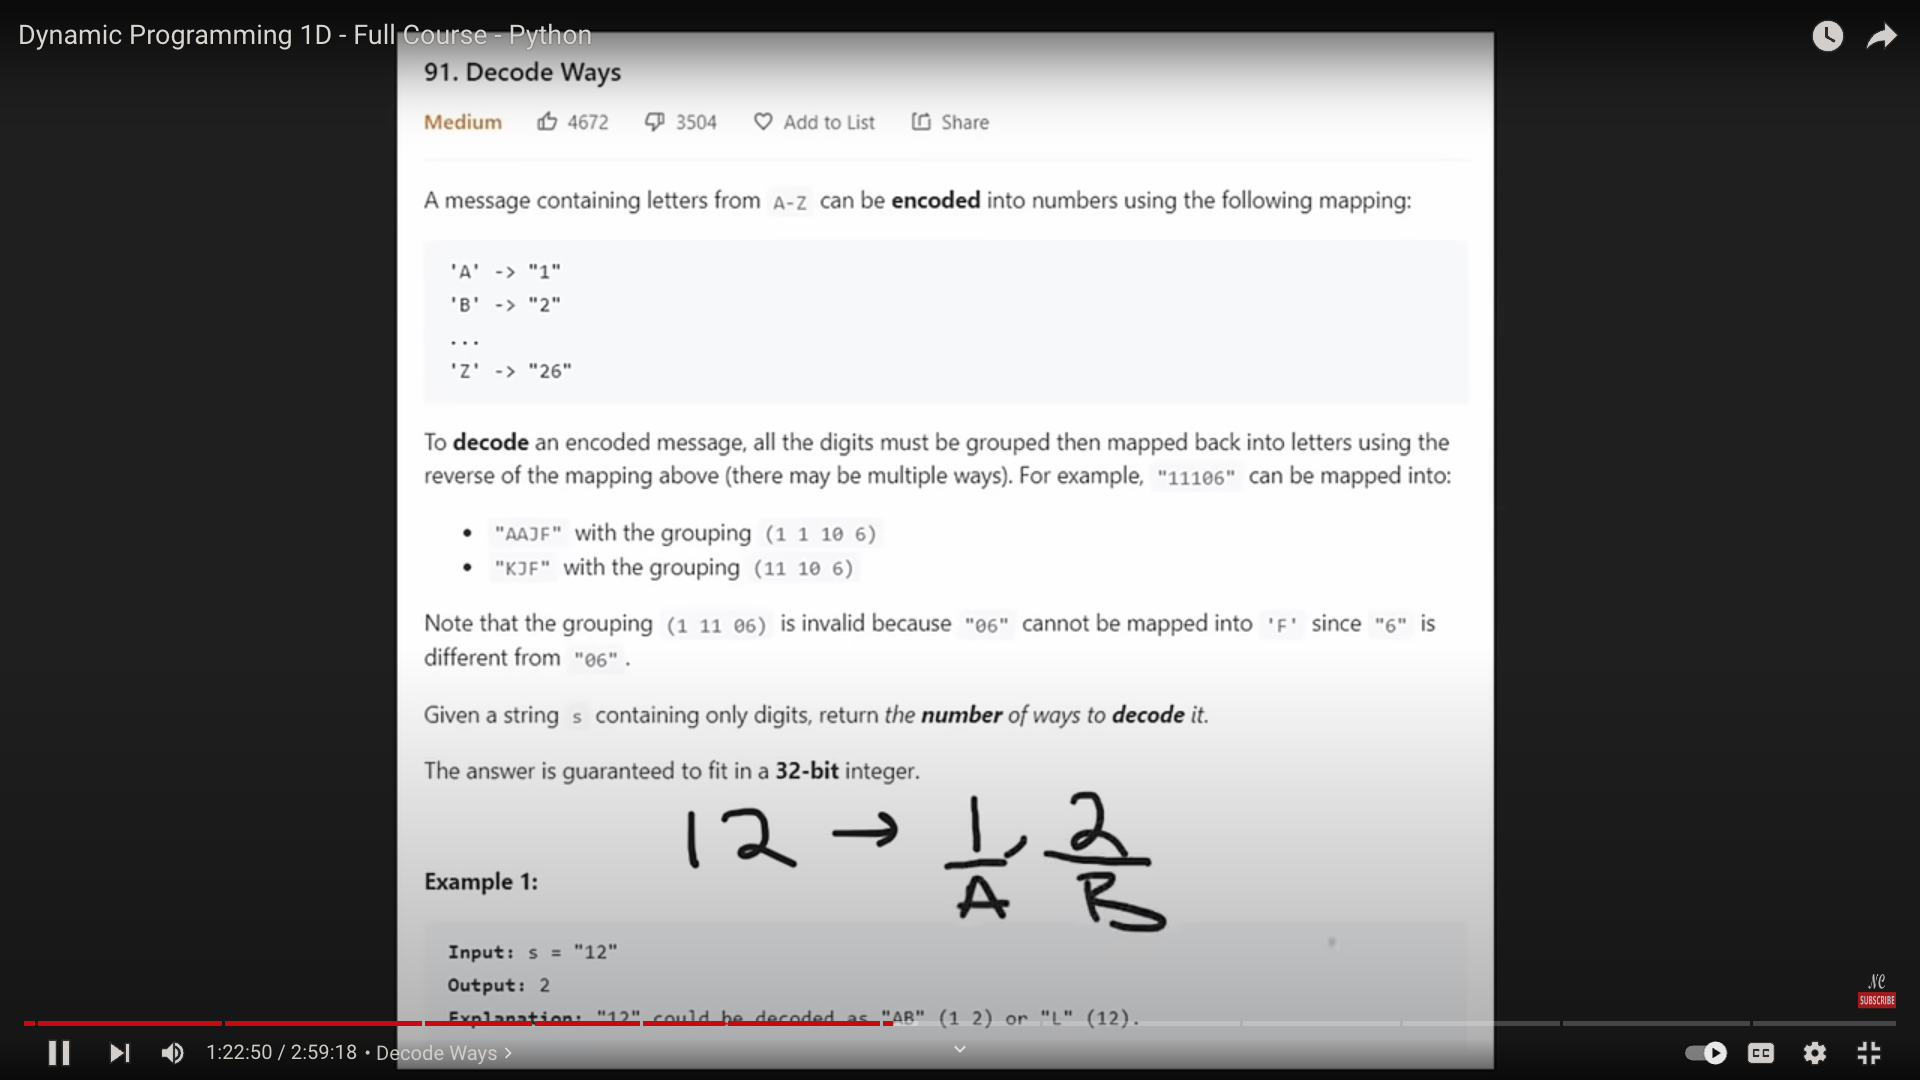 Dynamic Programming 1D - Full Course - Python
91. Decode Ways
Medium 4672 3504 Add to List Share
A message containing letters from A-Z can be encoded into numbers using the following mapping:
'A' -> "1"
'B' -> "2"
...
'Z' -> "26"
To decode an encoded message, all the digits must be grouped then mapped back into letters using the
reverse of the mapping above (there may be multiple ways). For example, "11106" can be mapped into:
• "AAJF" with the grouping (1 1 10 6)
• "KJF" with the grouping (11 10 6)
Note that the grouping (1 11 06) is invalid because "06" cannot be mapped into 'F' since "6" is
different from "06".
Given a string s containing only digits, return the number of ways to decode it.
The answer is guaranteed to fit in a 32-bit integer.
12 → 1, 2
A B
Example 1:
Input: s = "12"
Output: 2
Explanation: "12" could be decoded as "AB" (1 2) or "L" (12).
NC
SUBSCRIBE
1:22:50 / 2:59:18 • Decode Ways >
CC